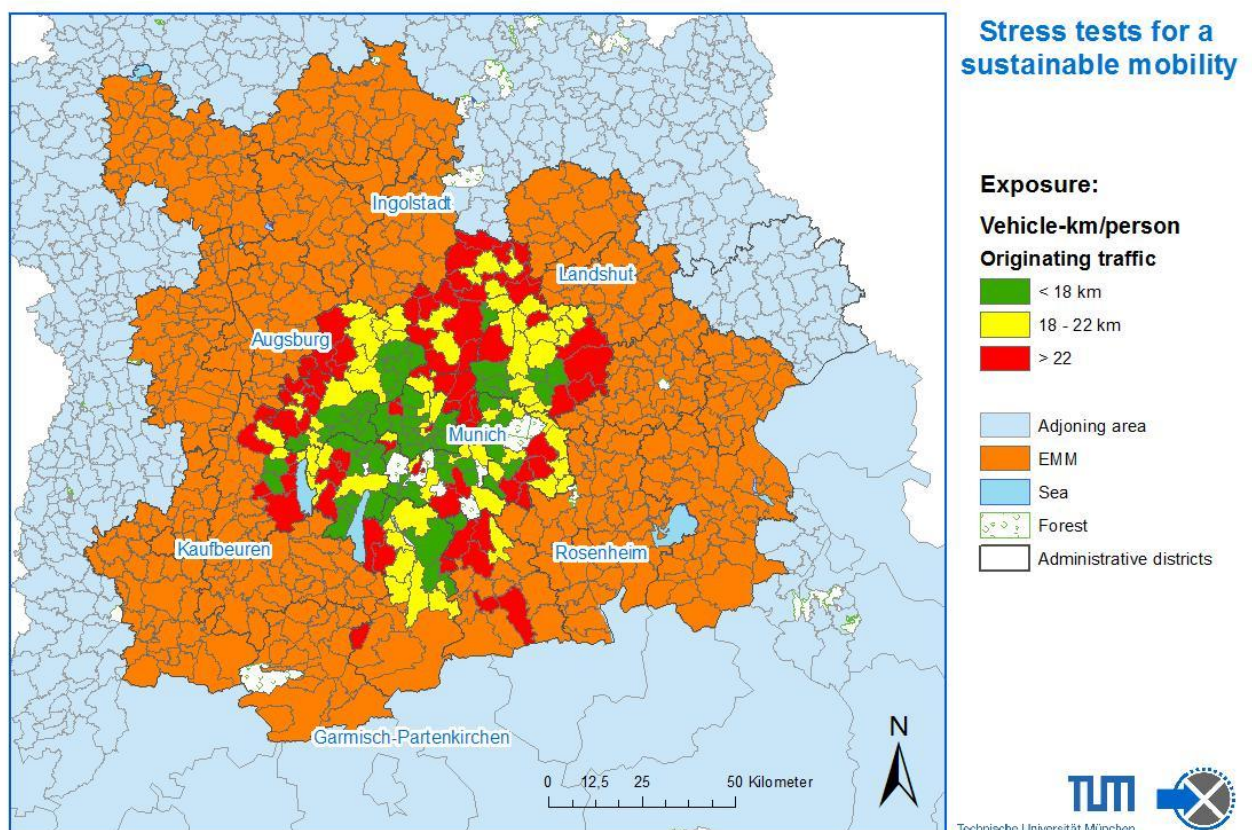 Stress tests for a
sustainable mobility
Exposure:
Vehicle-km/person
Originating traffic
< 18 km
18 - 22 km
> 22
Adjoining area
EMM
Sea
Forest
Administrative districts
Ingolstadt
Landshut
Augsburg
Munich
Kaufbeuren
Rosenheim
Garmisch-Partenkirchen
0 12,5 25 50 Kilometer
N
TUM
Technische Universität München